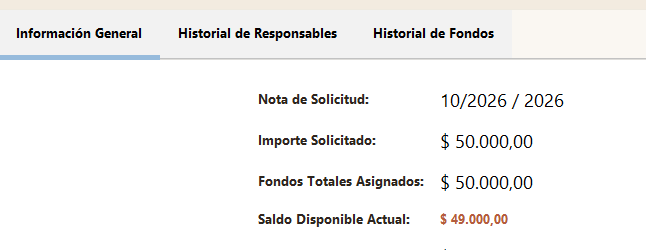 Información General Historial de Responsables Historial de Fondos
Nota de Solicitud: 10/2026 / 2026
Importe Solicitado: $ 50.000,00
Fondos Totales Asignados: $ 50.000,00
Saldo Disponible Actual: $ 49.000,00